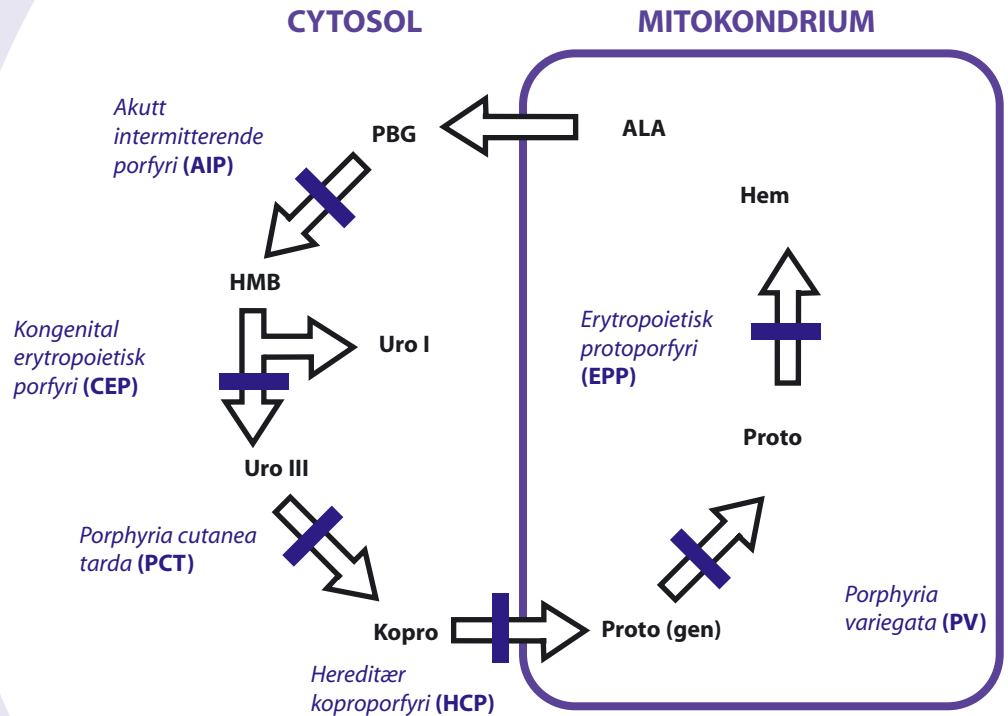 CYTOSOL
MITOKONDRIUM
Akutt
intermitterende
porfyri (AIP)
PBG
ALA
Hem
HMB
Kongenital
erytropoietisk
porfyri (CEP)
Uro I
Erytropoietisk
protoporfyri
(EPP)
Proto
Uro III
Porphyria cutanea
tarda (PCT)
Kopro
Proto (gen)
Porphyria
variegata (PV)
Hereditær
koproporfyri (HCP)